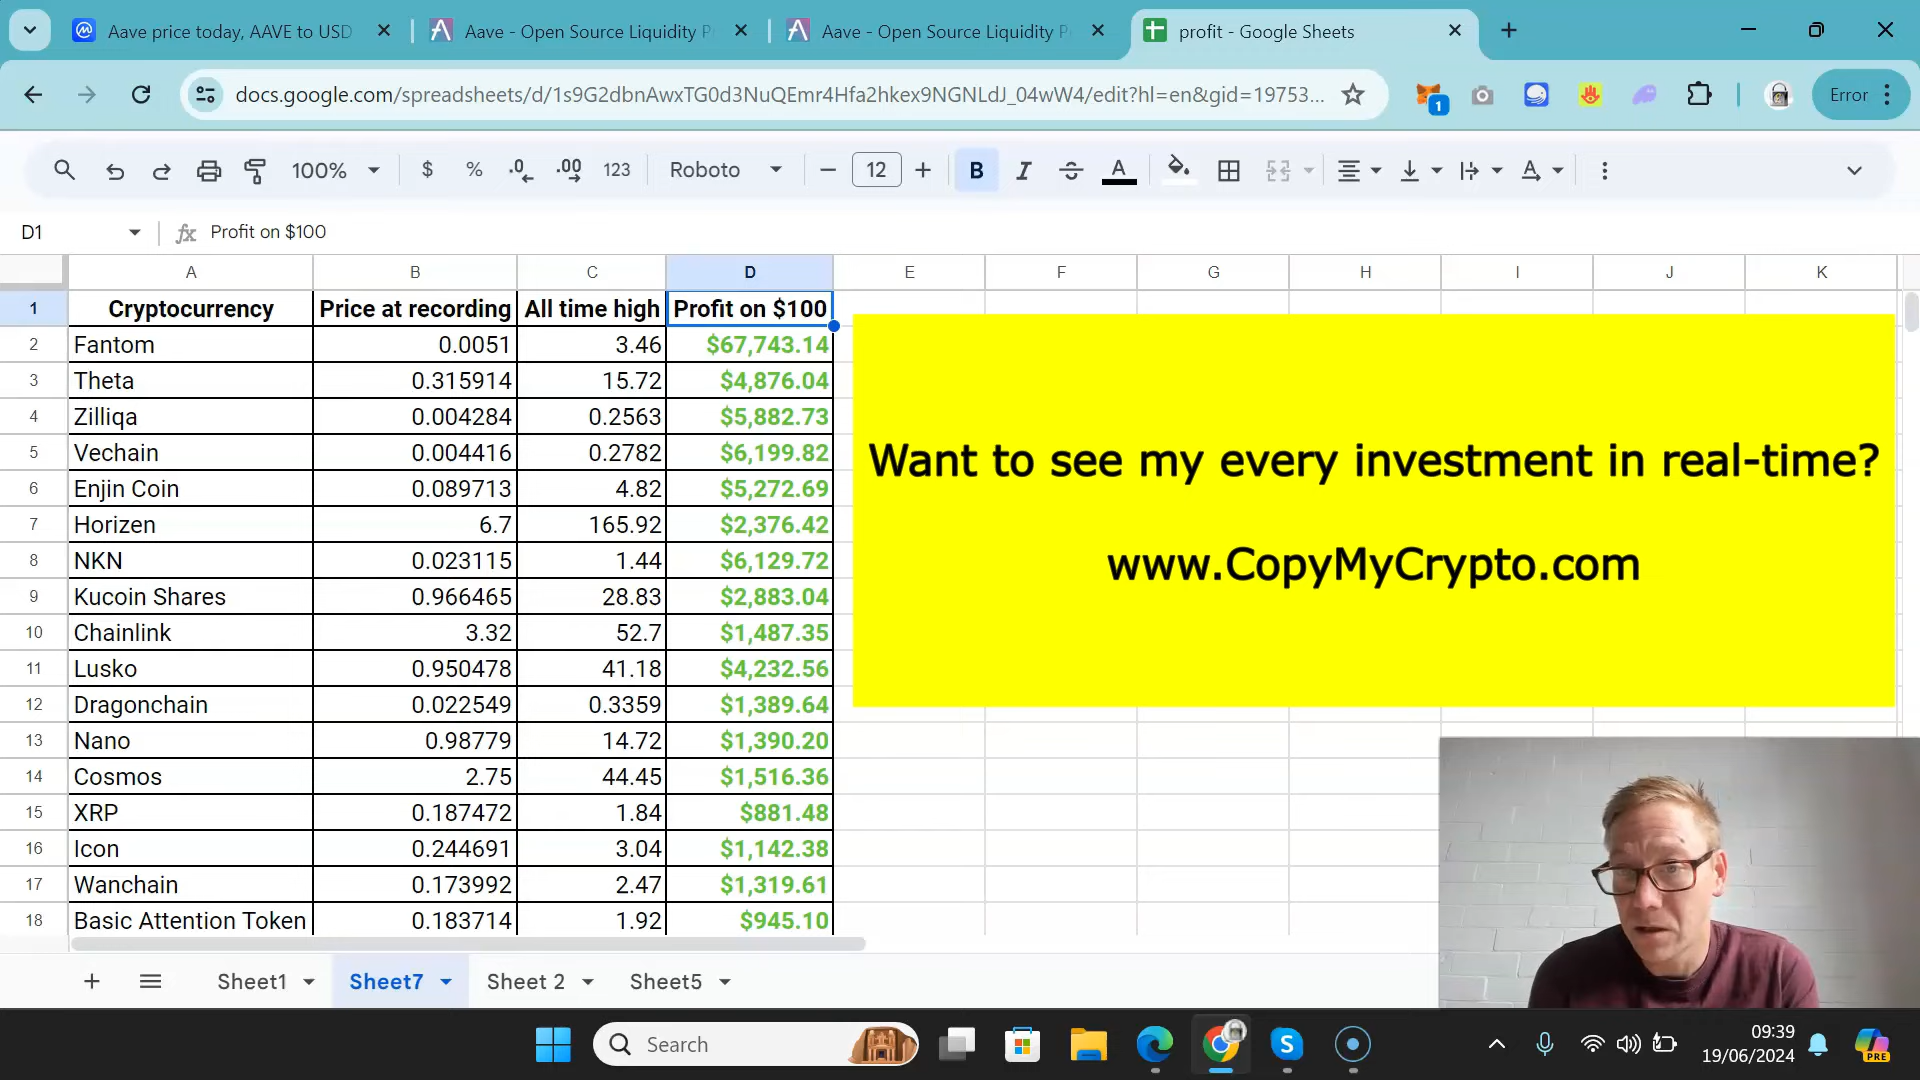 Aave price today, AAVE to USD
Aave - Open Source Liquidity P
Aave - Open Source Liquidity P
profit - Google Sheets
docs.google.com/spreadsheets/d/1s9G2dbnAwxTG0d3NuQEmr4Hfa2hkex9NGNLdJ_04wW4/edit?hl=en&gid=19753...
1
Error
100% $ % .0 .00 123 Roboto 12 B I A A
D1 fx Profit on $100
A B C D E F G H I J K
1 Cryptocurrency Price at recording All time high Profit on $100
2 Fantom 0.0051 3.46 $67,743.14
3 Theta 0.315914 15.72 $4,876.04
4 Zilliqa 0.004284 0.2563 $5,882.73
5 Vechain 0.004416 0.2782 $6,199.82
6 Enjin Coin 0.089713 4.82 $5,272.69
7 Horizen 6.7 165.92 $2,376.42
8 NKN 0.023115 1.44 $6,129.72
9 Kucoin Shares 0.966465 28.83 $2,883.04
10 Chainlink 3.32 52.7 $1,487.35
11 Lusko 0.950478 41.18 $4,232.56
12 Dragonchain 0.022549 0.3359 $1,389.64
13 Nano 0.98779 14.72 $1,390.20
14 Cosmos 2.75 44.45 $1,516.36
15 XRP 0.187472 1.84 $881.48
16 Icon 0.244691 3.04 $1,142.38
17 Wanchain 0.173992 2.47 $1,319.61
18 Basic Attention Token 0.183714 1.92 $945.10
Want to see my every investment in real-time?
www.CopyMyCrypto.com
Sheet1 Sheet7 Sheet 2 Sheet5
Search
S
09:39
19/06/2024
PRE